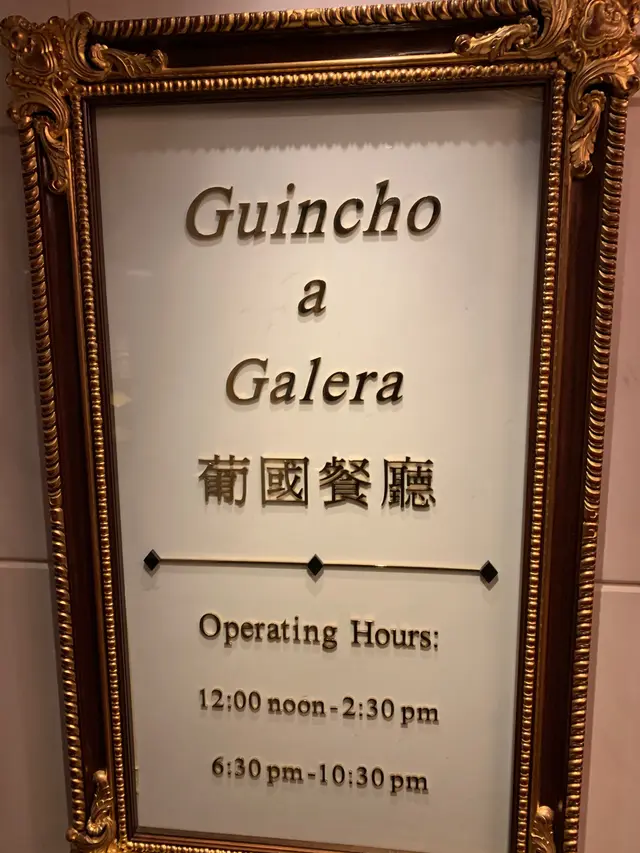 Guincho
a
Galera
葡國餐廳
Operating Hours:
12:00 noon-2:30 pm
6:30 pm-10:30 pm